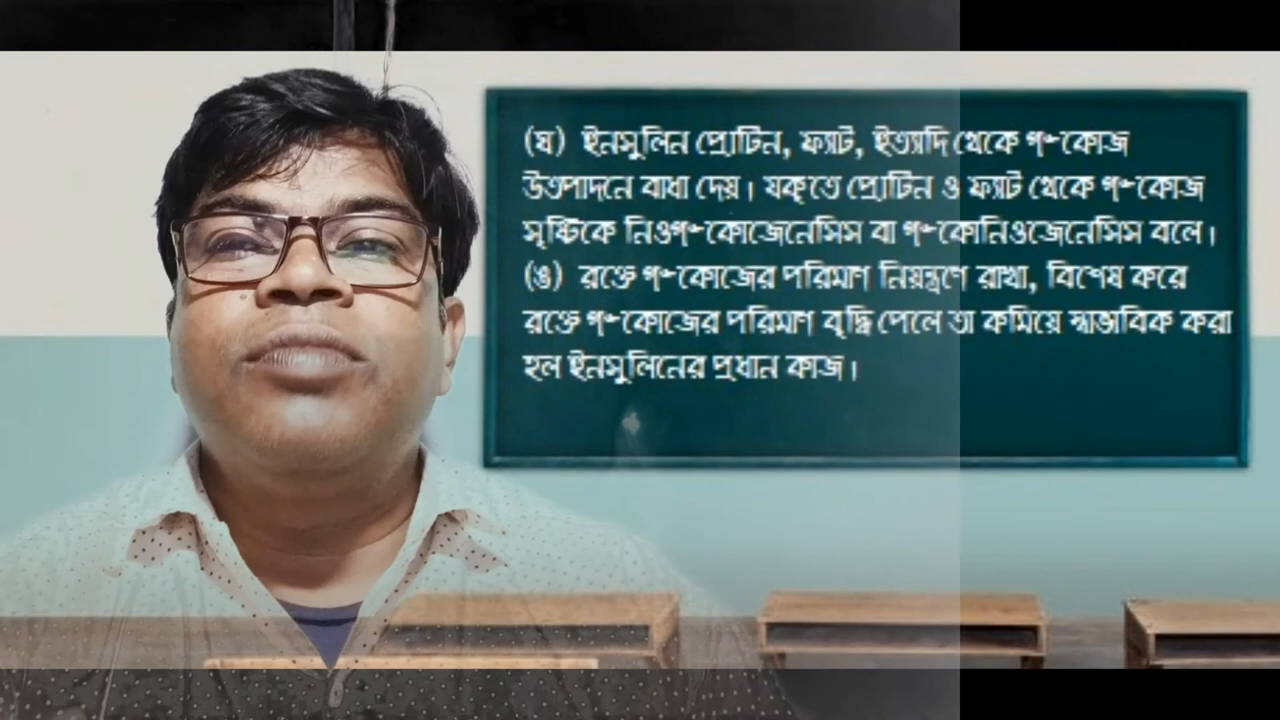 (ঘ) ইনসুলিন প্রোটিন, ফ্যাট, ইত্যাদি থেকে গ+কোজ
উৎপাদনে বাধা দেয়। যকৃতে প্রোটিন ও ফ্যাট থেকে গ+কোজ
সৃষ্টিকে নিওগ+কোজেনেসিস বা গ+কোনিওজেনেসিস বলে।
(ঙ) রক্তে গ+কোজের পরিমাণ নিয়ন্ত্রণে রাখা, বিশেষ করে
রক্তে গ+কোজের পরিমাণ বৃদ্ধি পেলে তা কমিয়ে স্বাভাবিক করা
হল ইনসুলিনের প্রধান কাজ।